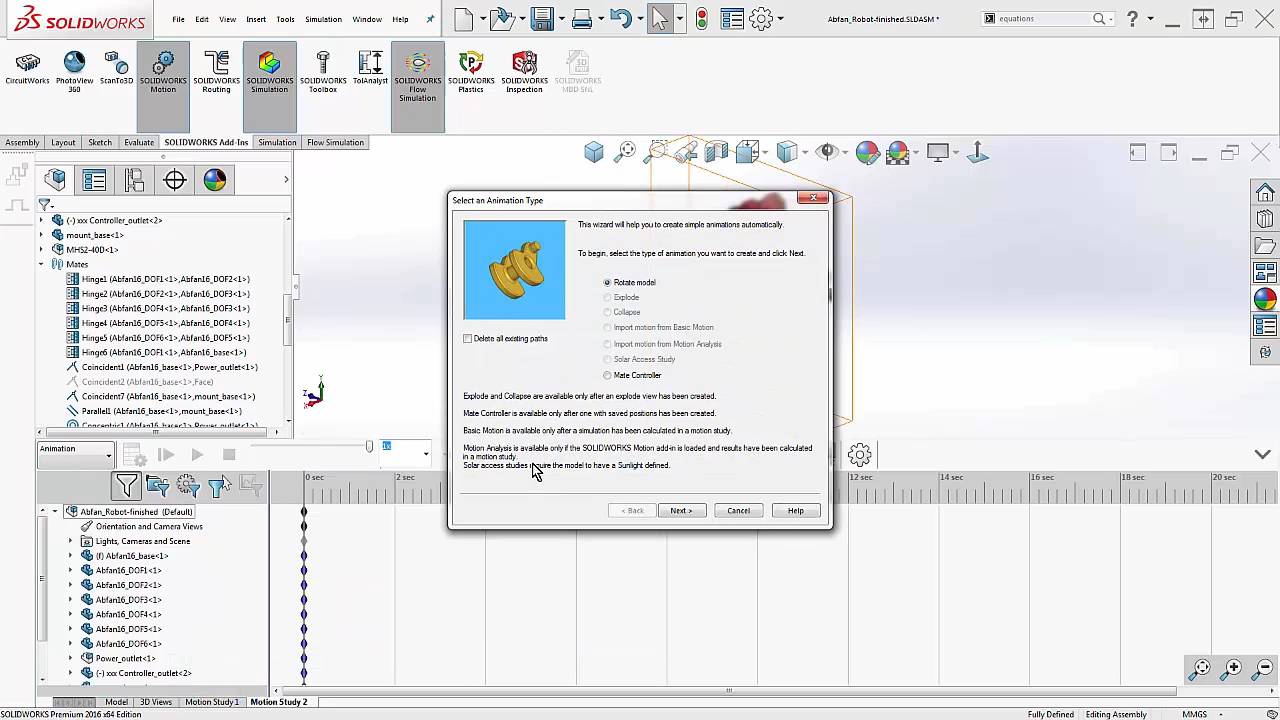 SOLIDWORKS
File Edit View Insert Tools Simulation Window Help
Abfan_Robot-finished.SLDASM *
equations
CircuitWorks
PhotoView 360
ScanTo3D
SOLIDWORKS Motion
SOLIDWORKS Routing
SOLIDWORKS Simulation
SOLIDWORKS Toolbox
TolAnalyst
SOLIDWORKS Flow Simulation
SOLIDWORKS Plastics
SOLIDWORKS Inspection
SOLIDWORKS MBD SNL
Assembly Layout Sketch Evaluate SOLIDWORKS Add-Ins Simulation Flow Simulation
(-) xxx Controller_outlet<2>
mount_base<1>
MHS2-40D<1>
Mates
Hinge1 (Abfan16_DOF1<1>,Abfan16_DOF2<1>)
Hinge2 (Abfan16_DOF2<1>,Abfan16_DOF3<1>)
Hinge3 (Abfan16_DOF3<1>,Abfan16_DOF4<1>)
Hinge4 (Abfan16_DOF5<1>,Abfan16_DOF4<1>)
Hinge5 (Abfan16_DOF6<1>,Abfan16_DOF5<1>)
Hinge6 (Abfan16_DOF1<1>,Abfan16_base<1>)
Coincident1 (Abfan16_base<1>,Power_outlet<1>)
Coincident2 (Abfan16_base<1>,Face)
Coincident7 (Abfan16_base<1>,mount_base<1>)
Parallel1 (Abfan16_base<1>,mount_base<1>)
Select an Animation Type
This wizard will help you to create simple animations automatically.
To begin, select the type of animation you want to create and click Next.
Rotate model
Explode
Collapse
Import motion from Basic Motion
Delete all existing paths
Import motion from Motion Analysis
Solar Access Study
Mate Controller
Explode and Collapse are available only after an explode view has been created.
Mate Controller is available only after one with saved positions has been created.
Basic Motion is available only after a simulation has been calculated in a motion study.
Motion Analysis is available only if the SOLIDWORKS Motion add-in is loaded and results have been calculated
in a motion study.
Solar access studies require the model to have a Sunlight defined.
< Back Next > Cancel Help
Animation
1x
0 sec 2 sec 12 sec 14 sec 16 sec 18 sec 20 sec
Abfan_Robot-finished (Default)
Orientation and Camera Views
Lights, Cameras and Scene
(f) Abfan16_base<1>
Abfan16_DOF1<1>
Abfan16_DOF2<1>
Abfan16_DOF3<1>
Abfan16_DOF4<1>
Abfan16_DOF5<1>
Abfan16_DOF6<1>
Power_outlet<1>
(-) xxx Controller_outlet<2>
Model 3D Views Motion Study 1 Motion Study 2
SOLIDWORKS Premium 2016 x64 Edition
Fully Defined Editing Assembly MMGS